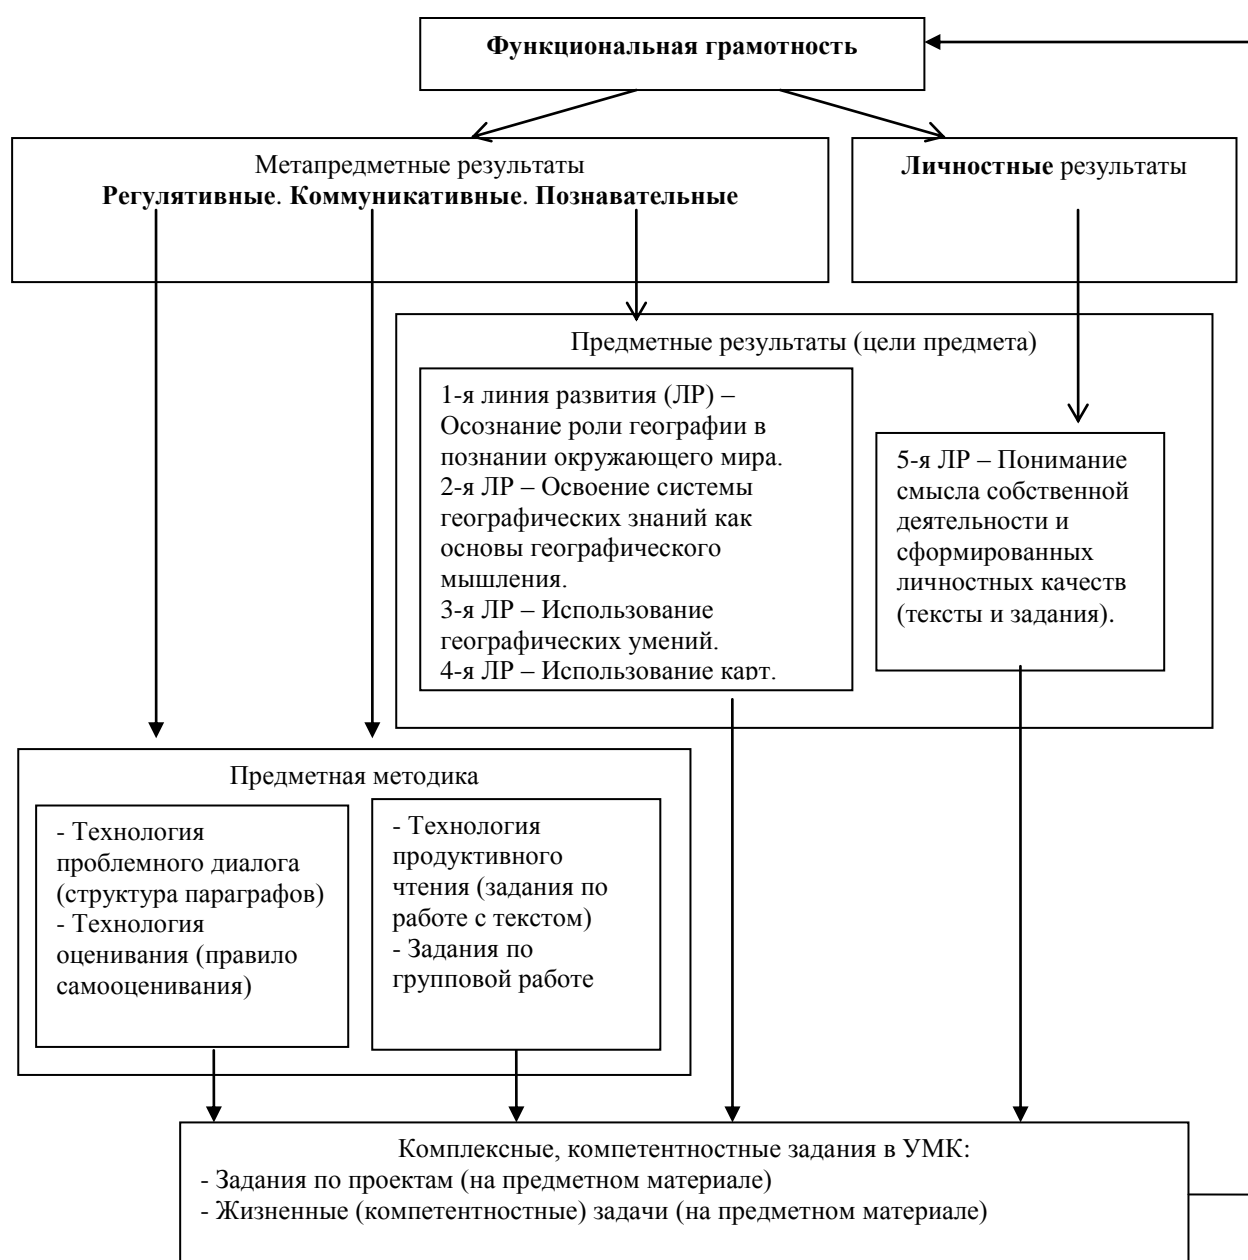 Функциональная грамотность
Метапредметные результаты
Регулятивные. Коммуникативные. Познавательные
Личностные результаты
Предметные результаты (цели предмета)
1-я линия развития (ЛР) –
Осознание роли географии в
познании окружающего мира.
2-я ЛР – Освоение системы
географических знаний как
основы географического
мышления.
3-я ЛР – Использование
географических умений.
4-я ЛР – Использование карт.
5-я ЛР – Понимание
смысла собственной
деятельности и
сформированных
личностных качеств
(тексты и задания).
Предметная методика
- Технология
проблемного диалога
(структура параграфов)
- Технология
оценивания (правило
самооценивания)
- Технология
продуктивного
чтения (задания по
работе с текстом)
- Задания по
групповой работе
Комплексные, компетентностные задания в УМК:
- Задания по проектам (на предметном материале)
- Жизненные (компетентностные) задачи (на предметном материале)